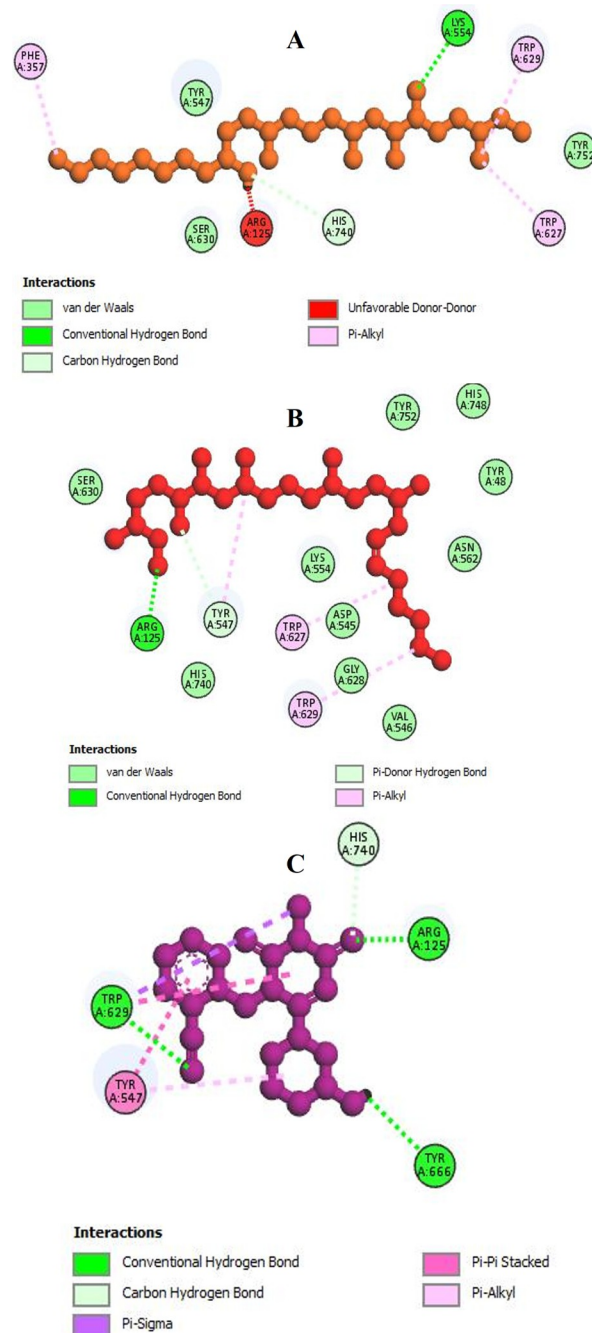 A
LYS
A:554
PHE
A:357
TRP
A:629
TYR
A:547
TYR
A:752
SER
A:630
ARG
A:125
HIS
A:740
TRP
A:627
Interactions
van der Waals
Unfavorable Donor-Donor
Conventional Hydrogen Bond
Pi-Alkyl
Carbon Hydrogen Bond
B
TYR
A:752
HIS
A:748
SER
A:630
TYR
A:48
LYS
A:554
ASN
A:562
ARG
A:125
TYR
A:547
TRP
A:627
ASP
A:545
HIS
A:740
GLY
A:628
TRP
A:629
VAL
A:546
Interactions
van der Waals
Pi-Donor Hydrogen Bond
Conventional Hydrogen Bond
Pi-Alkyl
C
HIS
A:740
ARG
A:125
TRP
A:629
TYR
A:547
TYR
A:666
Interactions
Conventional Hydrogen Bond
Pi-Pi Stacked
Carbon Hydrogen Bond
Pi-Alkyl
Pi-Sigma